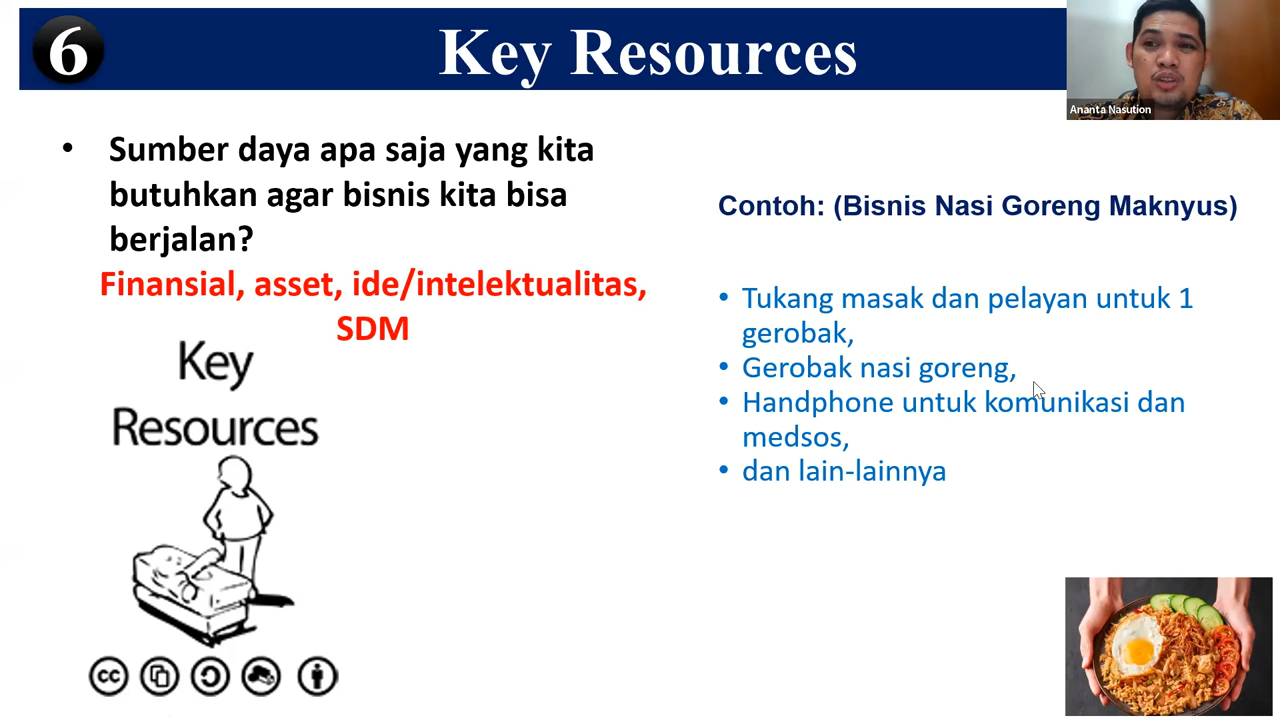 6
Key Resources
Ananta Nasution
• Sumber daya apa saja yang kita
butuhkan agar bisnis kita bisa
berjalan?
Finansial, asset, ide/intelektualitas,
SDM
Key
Resources
cc
Contoh: (Bisnis Nasi Goreng Maknyus)
• Tukang masak dan pelayan untuk 1
gerobak,
• Gerobak nasi goreng,
• Handphone untuk komunikasi dan
medsos,
• dan lain-lainnya